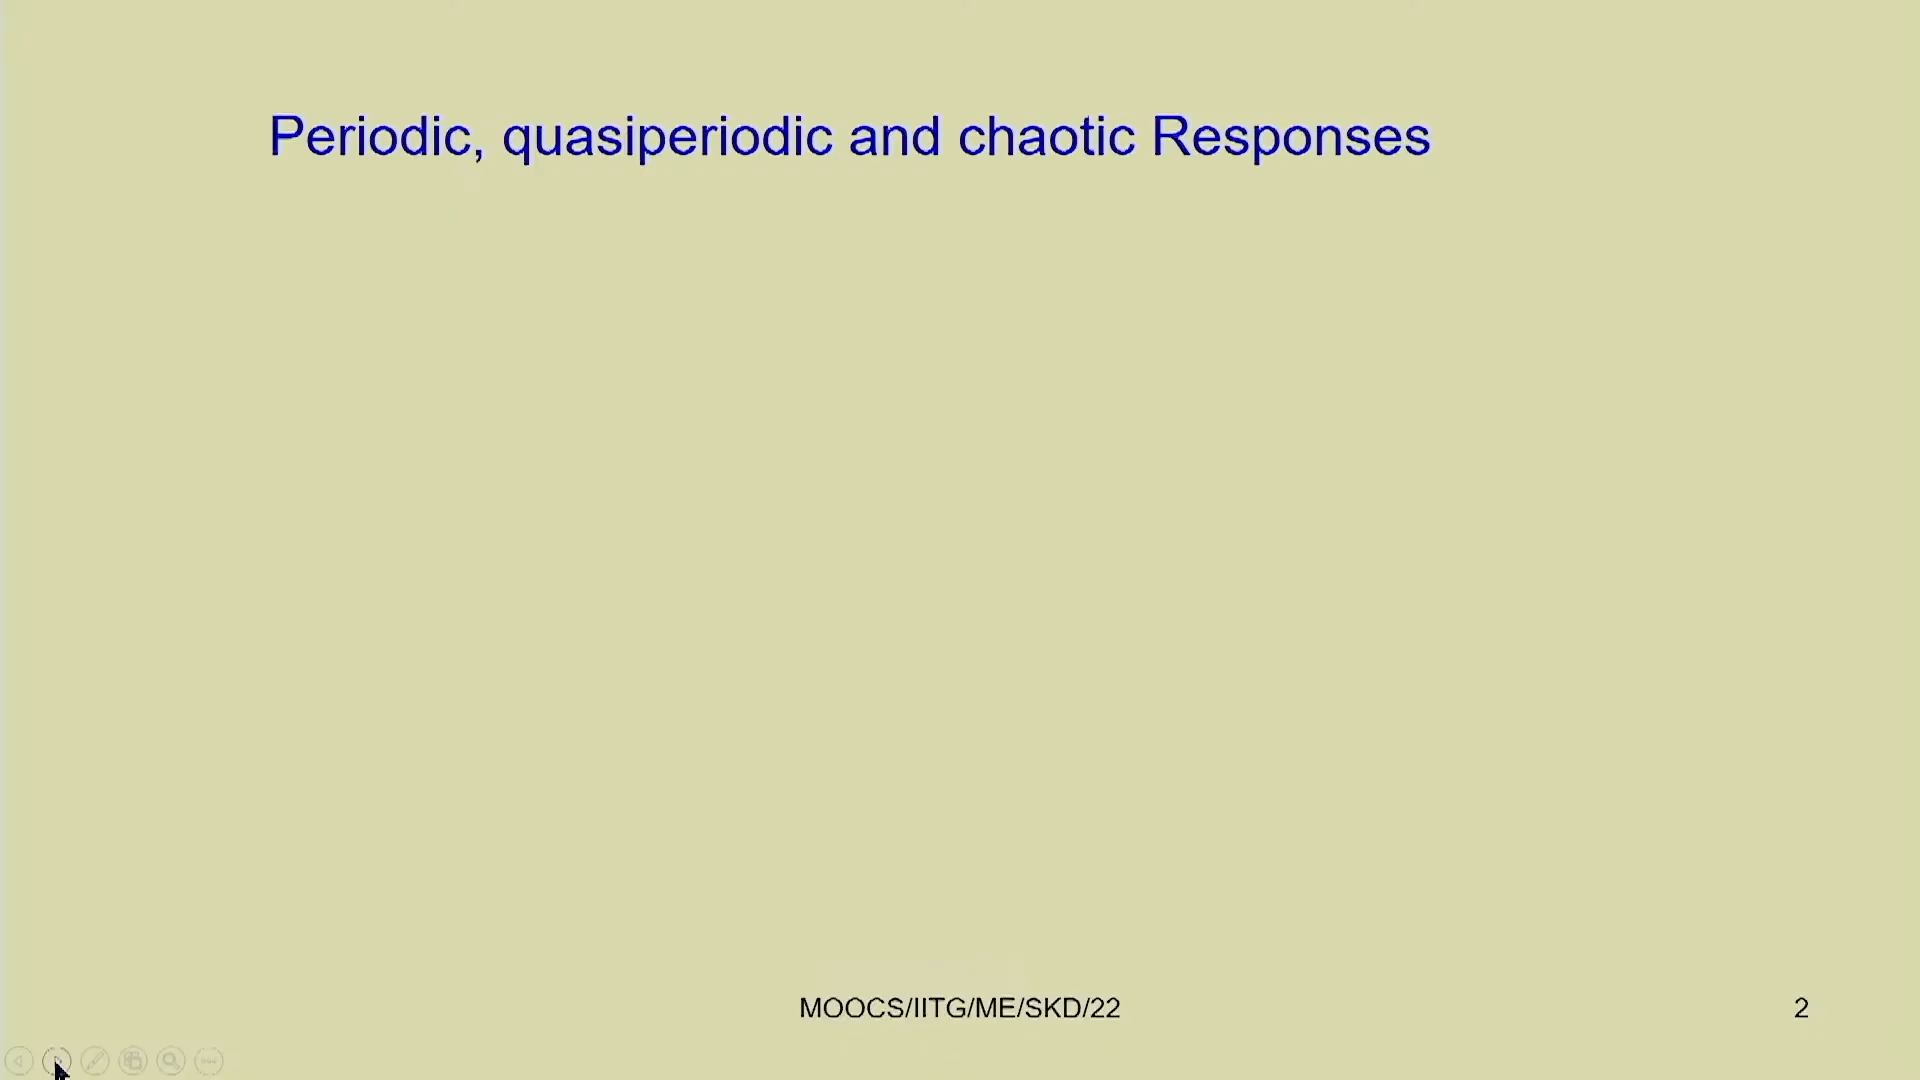 Periodic, quasiperiodic and chaotic Responses
MOOCS/IITG/ME/SKD/22
2